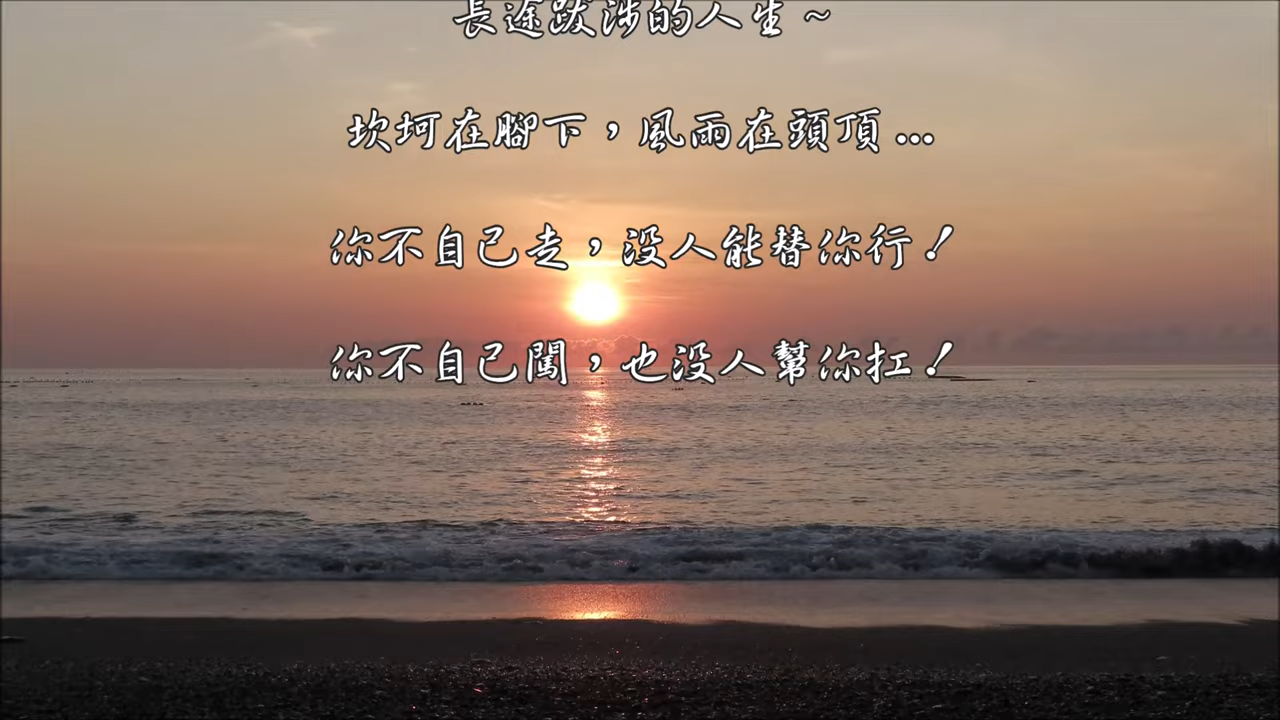 長途跋涉的人生～
坎坷在腳下，風雨在頭頂...
你不自己走，沒人能替你行！
你不自己闖，也沒人幫你扛！